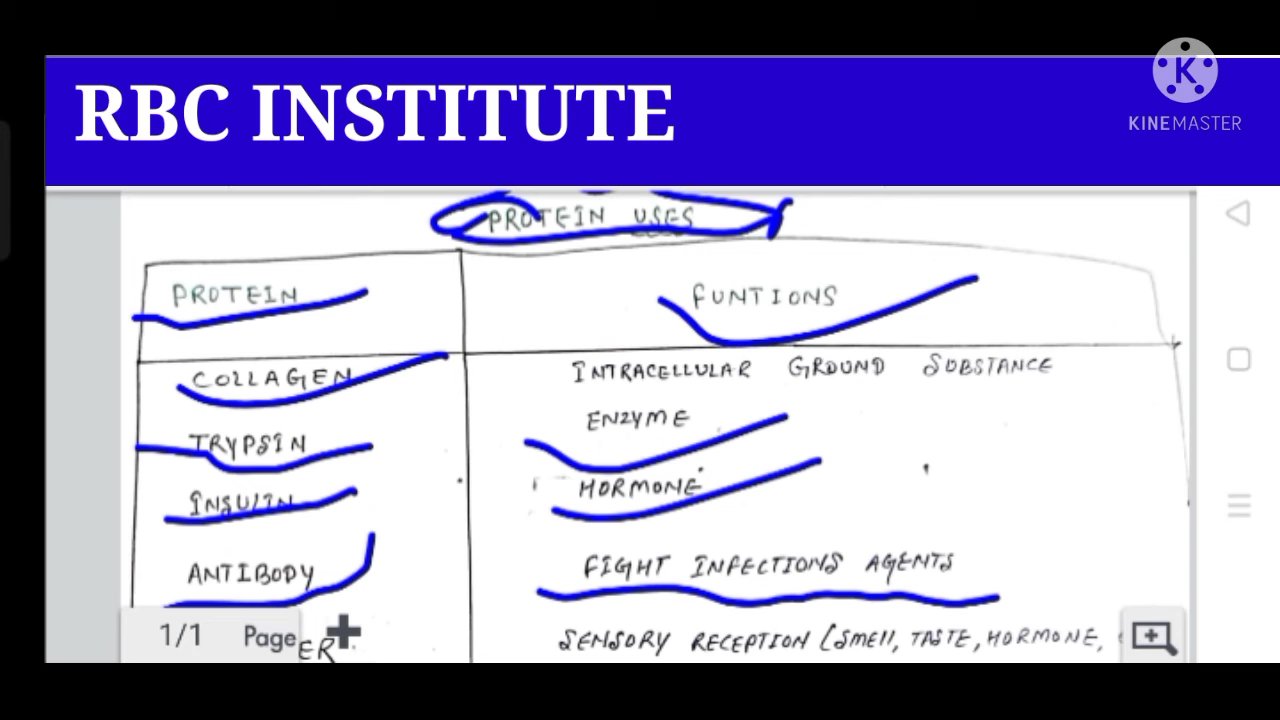 RBC INSTITUTE
K
KINEMASTER
PROTEIN USES
PROTEIN FUNTIONS
COLLAGEN INTRACELLULAR GROUND SUBSTANCE
TRYPSIN ENZYME
INSULIN HORMONE
ANTIBODY FIGHT INFECTIONS AGENTS
SENSORY RECEPTION (SMELL, TASTE, HORMONE,
1/1 Page